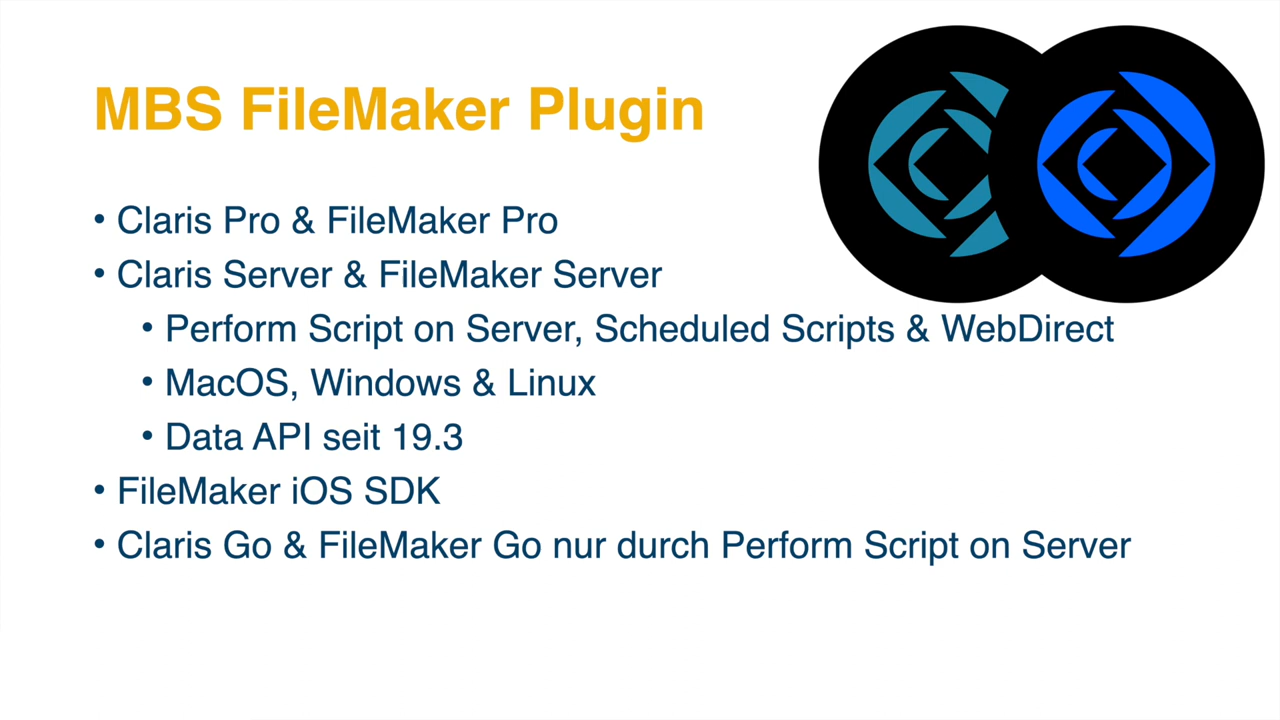 MBS FileMaker Plugin
• Claris Pro & FileMaker Pro
• Claris Server & FileMaker Server
• Perform Script on Server, Scheduled Scripts & WebDirect
• MacOS, Windows & Linux
• Data API seit 19.3
• FileMaker iOS SDK
• Claris Go & FileMaker Go nur durch Perform Script on Server